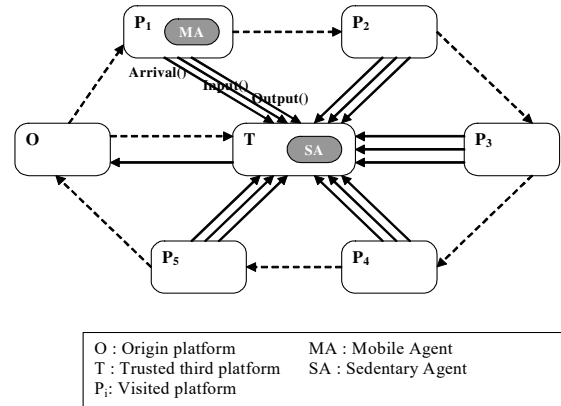 P1 MA
P2
Arrival()
Input()
Output()
O
T
SA
P3
P5
P4
O : Origin platform MA : Mobile Agent
T : Trusted third platform SA : Sedentary Agent
Pi: Visited platform